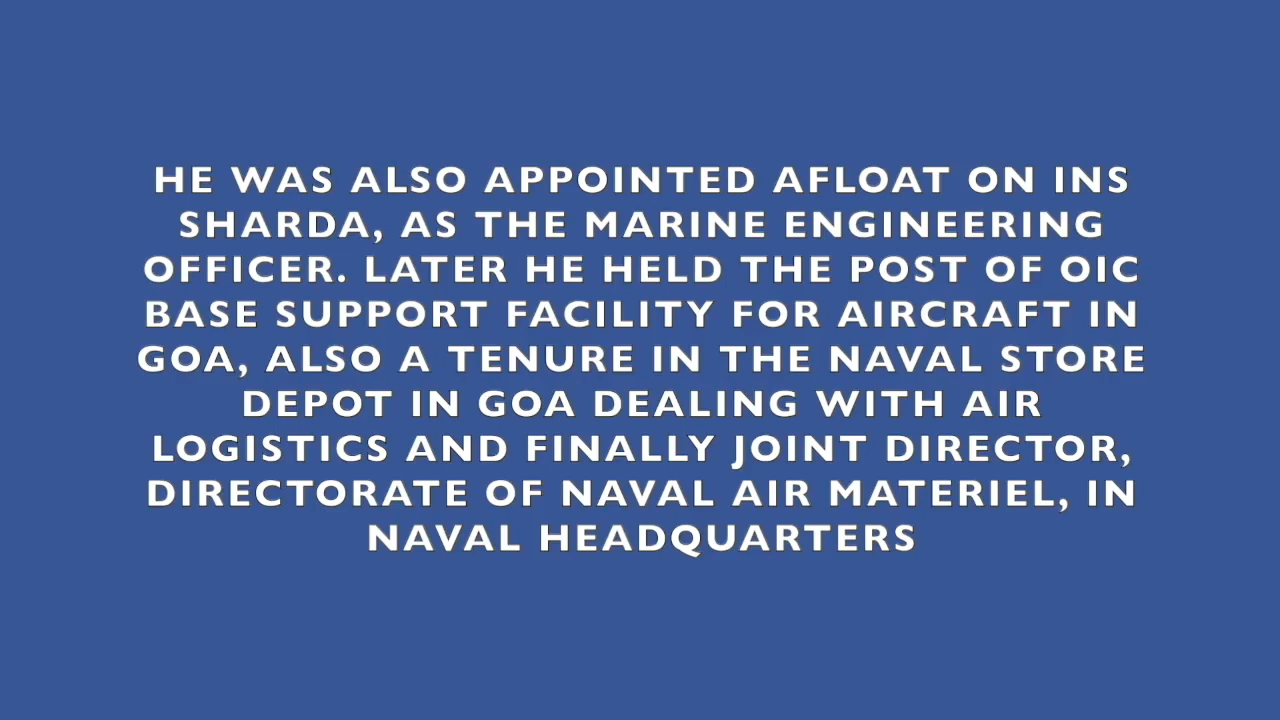 HE WAS ALSO APPOINTED AFLOAT ON INS
SHARDA, AS THE MARINE ENGINEERING
OFFICER. LATER HE HELD THE POST OF OIC
BASE SUPPORT FACILITY FOR AIRCRAFT IN
GOA, ALSO A TENURE IN THE NAVAL STORE
DEPOT IN GOA DEALING WITH AIR
LOGISTICS AND FINALLY JOINT DIRECTOR,
DIRECTORATE OF NAVAL AIR MATERIEL, IN
NAVAL HEADQUARTERS